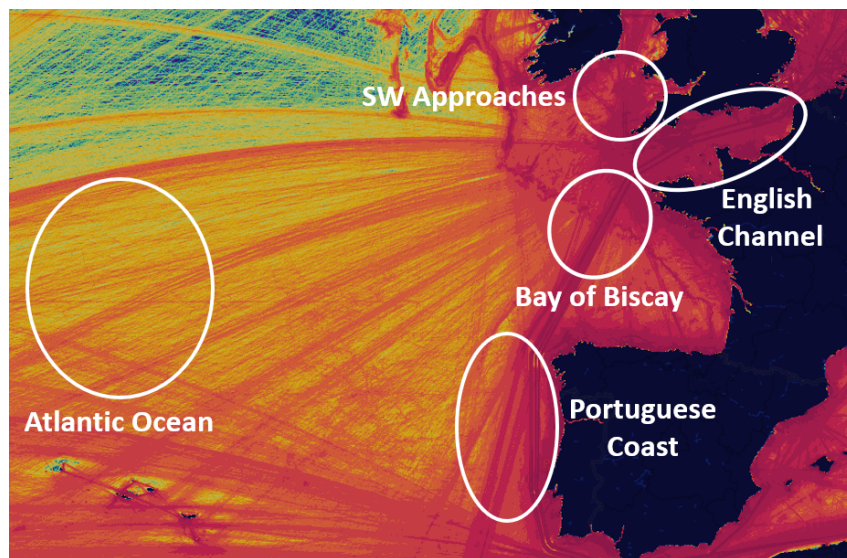 SW Approaches
English
Channel
Bay of Biscay
Portuguese
Coast
Atlantic Ocean